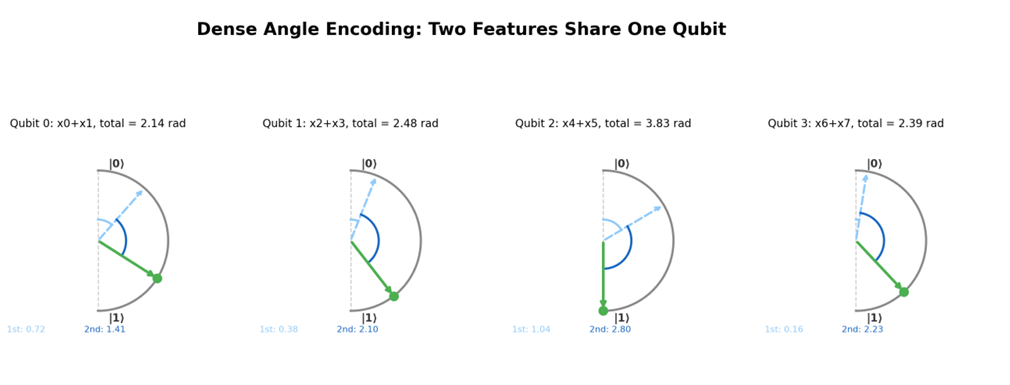 Dense Angle Encoding: Two Features Share One Qubit
Qubit 0: x0+x1, total = 2.14 rad
|0⟩
|1⟩
1st: 0.72
2nd: 1.41
Qubit 1: x2+x3, total = 2.48 rad
|0⟩
|1⟩
1st: 0.38
2nd: 2.10
Qubit 2: x4+x5, total = 3.83 rad
|0⟩
|1⟩
1st: 1.04
2nd: 2.80
Qubit 3: x6+x7, total = 2.39 rad
|0⟩
|1⟩
1st: 0.16
2nd: 2.23